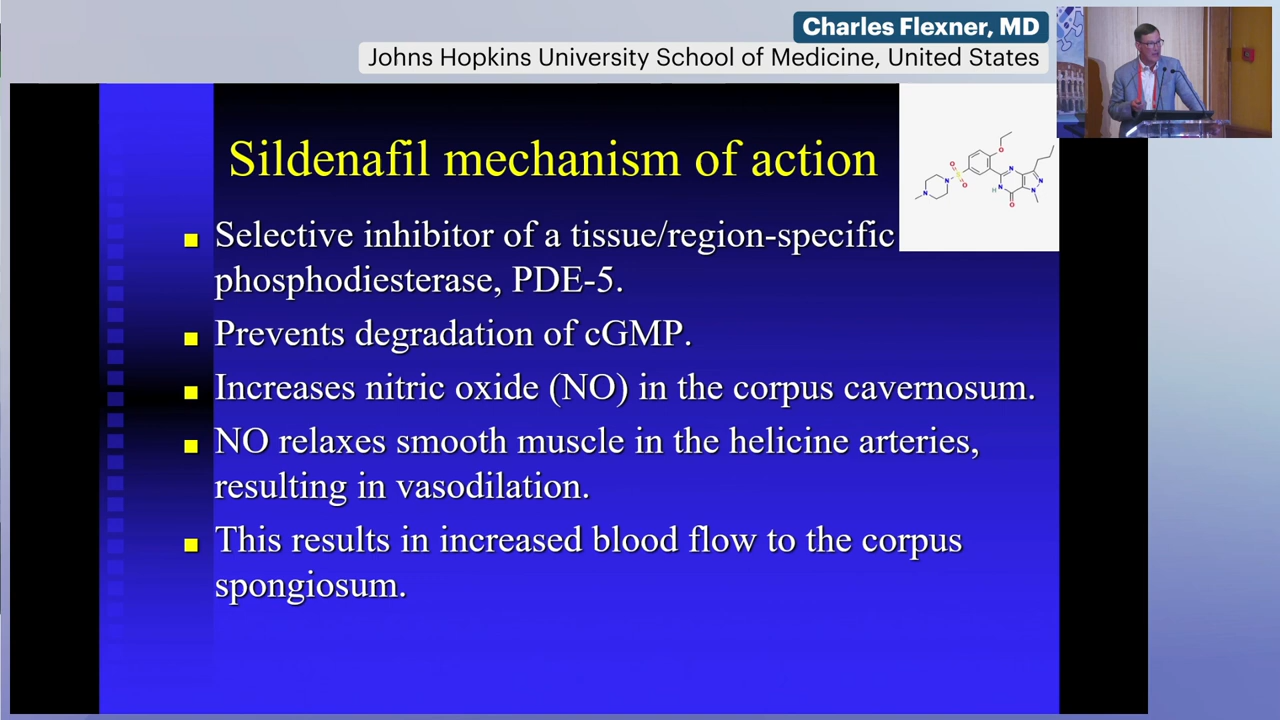 Charles Flexner, MD
Johns Hopkins University School of Medicine, United States
Sildenafil mechanism of action
Selective inhibitor of a tissue/region-specific
phosphodiesterase, PDE-5.
Prevents degradation of cGMP.
Increases nitric oxide (NO) in the corpus cavernosum.
NO relaxes smooth muscle in the helicine arteries,
resulting in vasodilation.
This results in increased blood flow to the corpus
spongiosum.